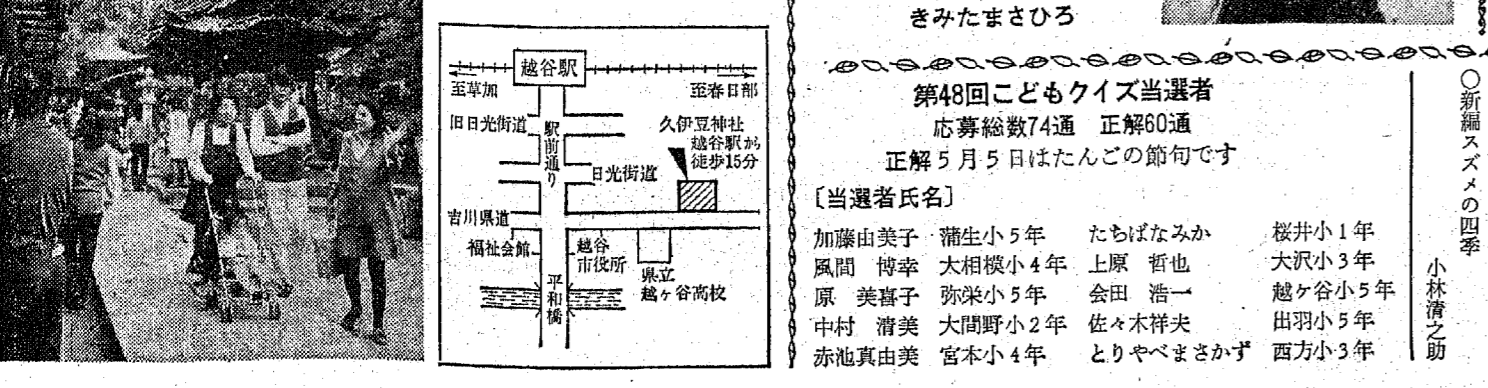 越谷駅
至草加
至春日部
旧日光街道
駅前通り
久伊豆神社
越谷駅から
徒歩15分
日光街道
吉川県道
福祉会館
越谷
市役所
県立
越ヶ谷高校
平和橋
きみたまさひろ
第48回こどもクイズ当選者
応募総数74通 正解60通
正解5月5日はたんごの節句です
〔当選者氏名〕
加藤由美子 蒲生小5年 たちばなみか 桜井小1年
風間 博幸 大相模小4年 上原 哲也 大沢小3年
原 美喜子 弥栄小5年 会田 浩一 越ケ谷小5年
中村 清美 大間野小2年 佐々木祥夫 出羽小5年
赤池真由美 宮本小4年 とりやべまさかず 西方小3年
○新編スズメの四季
小林清之助